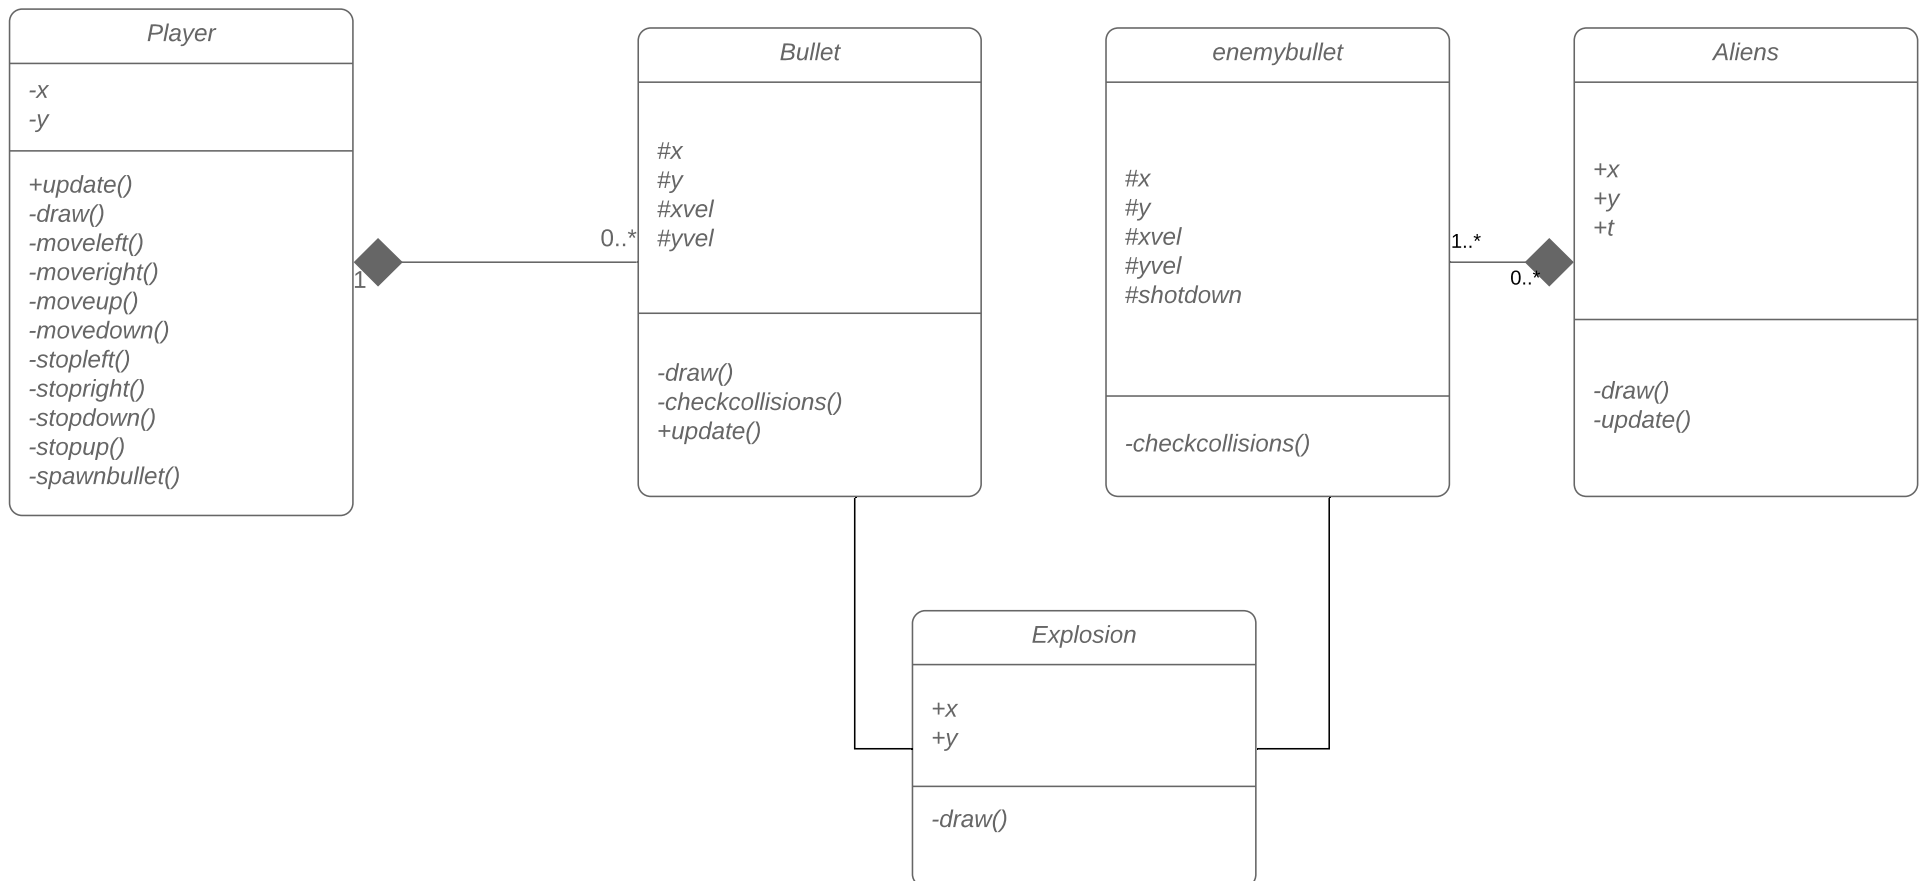 Player
-x
-y
+update()
-draw()
-moveleft()
-moveright()
-moveup()
-movedown()
-stopleft()
-stopright()
-stopdown()
-stopup()
-spawnbullet()
1
0..*
Bullet
#x
#y
#xvel
#yvel
-draw()
-checkcollisions()
+update()
enemybullet
#x
#y
#xvel
#yvel
#shotdown
-checkcollisions()
1..*
0..*
Aliens
+x
+y
+t
-draw()
-update()
Explosion
+x
+y
-draw()